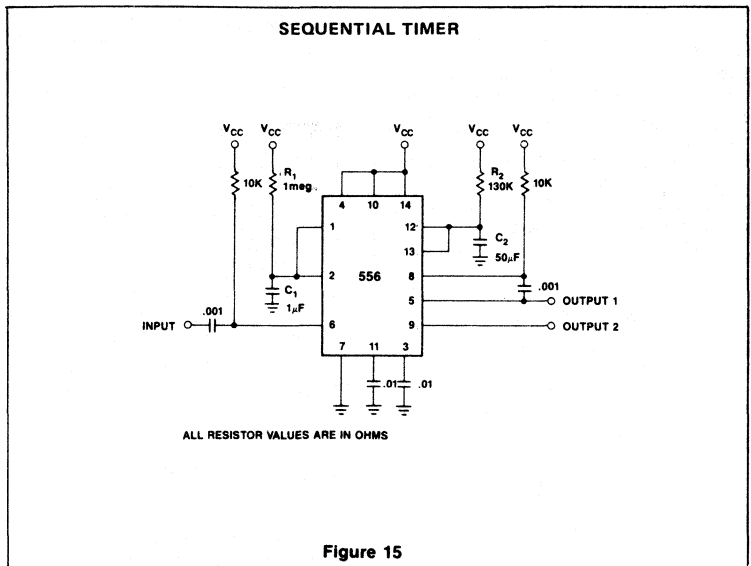 SEQUENTIAL TIMER
VCC VCC VCC VCC VCC
10K
R1
1meg
R2
130K
10K
4 10 14
1
12
13
C2
50μF
2
556
8
C1
1μF
.001
5
OUTPUT 1
.001
INPUT
6
9
OUTPUT 2
7 11 3
.01 .01
ALL RESISTOR VALUES ARE IN OHMS
Figure 15